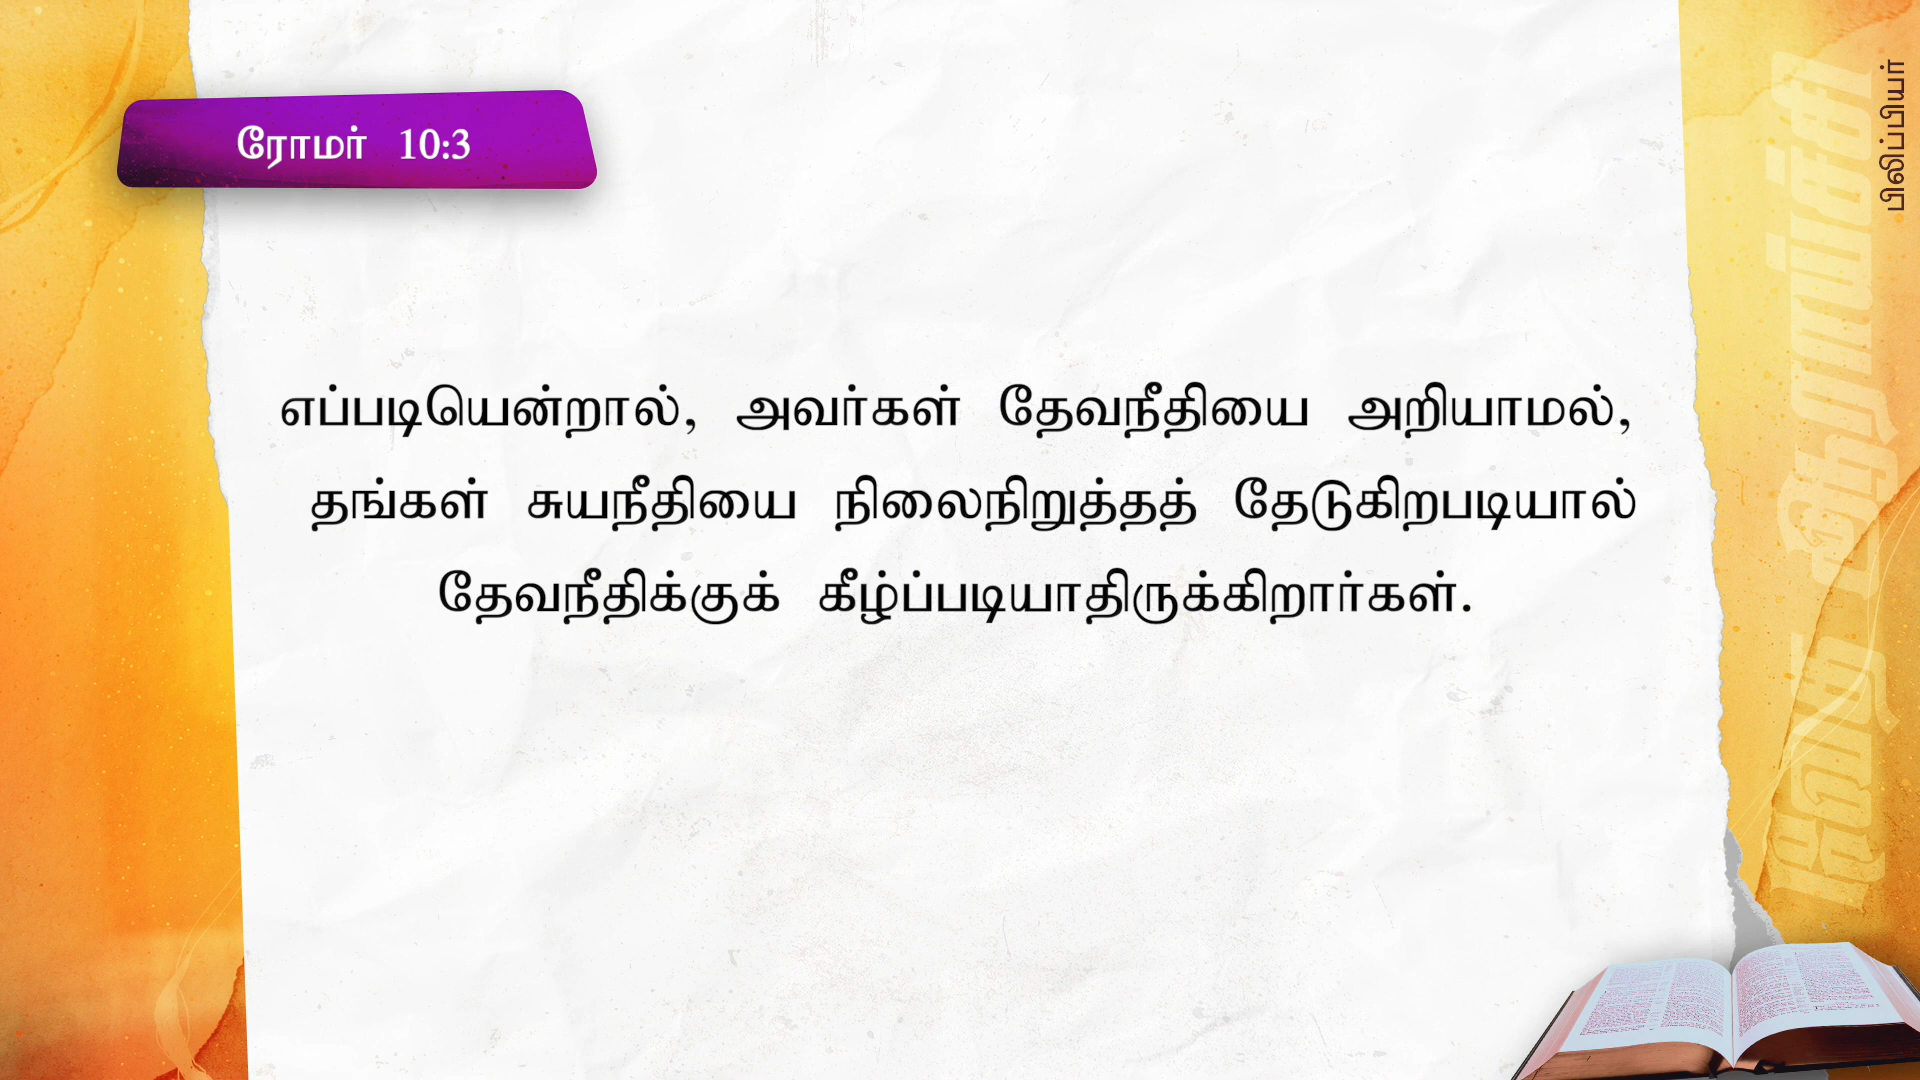 ரோமர் 10:3
எப்படியென்றால், அவர்கள் தேவநீதியை அறியாமல்,
தங்கள் சுயநீதியை நிலைநிறுத்தத் தேடுகிறபடியால்
தேவநீதிக்குக் கீழ்ப்படியாதிருக்கிறார்கள்.
பிலிப்பியர்
வேத ஆராய்ச்சி